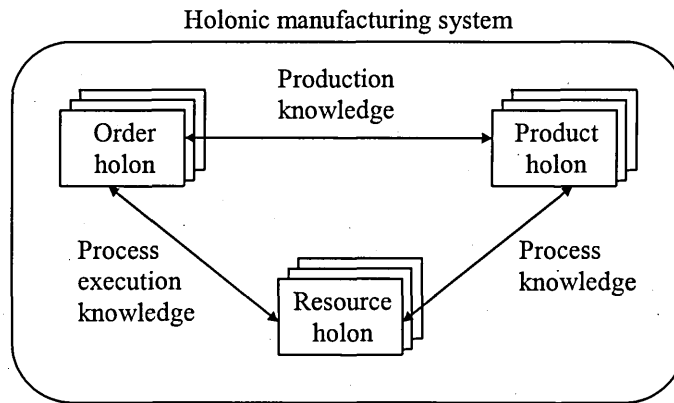 Holonic manufacturing system
Production
knowledge
Order
holon
Product
holon
Process
execution
knowledge
Process
knowledge
Resource
holon